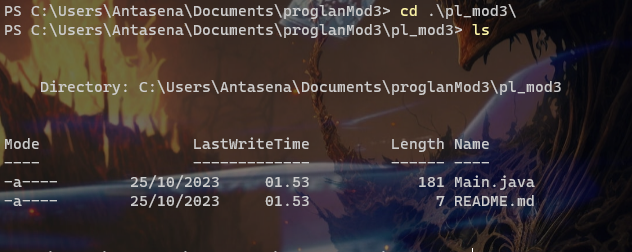 PS C:\Users\Antasena\Documents\proglanMod3> cd .\pl_mod3\
PS C:\Users\Antasena\Documents\proglanMod3\pl_mod3> ls
Directory: C:\Users\Antasena\Documents\proglanMod3\pl_mod3
Mode                 LastWriteTime         Length Name
----                 -------------         ------ ----
-a----        25/10/2023     01.53            181 Main.java
-a----        25/10/2023     01.53              7 README.md